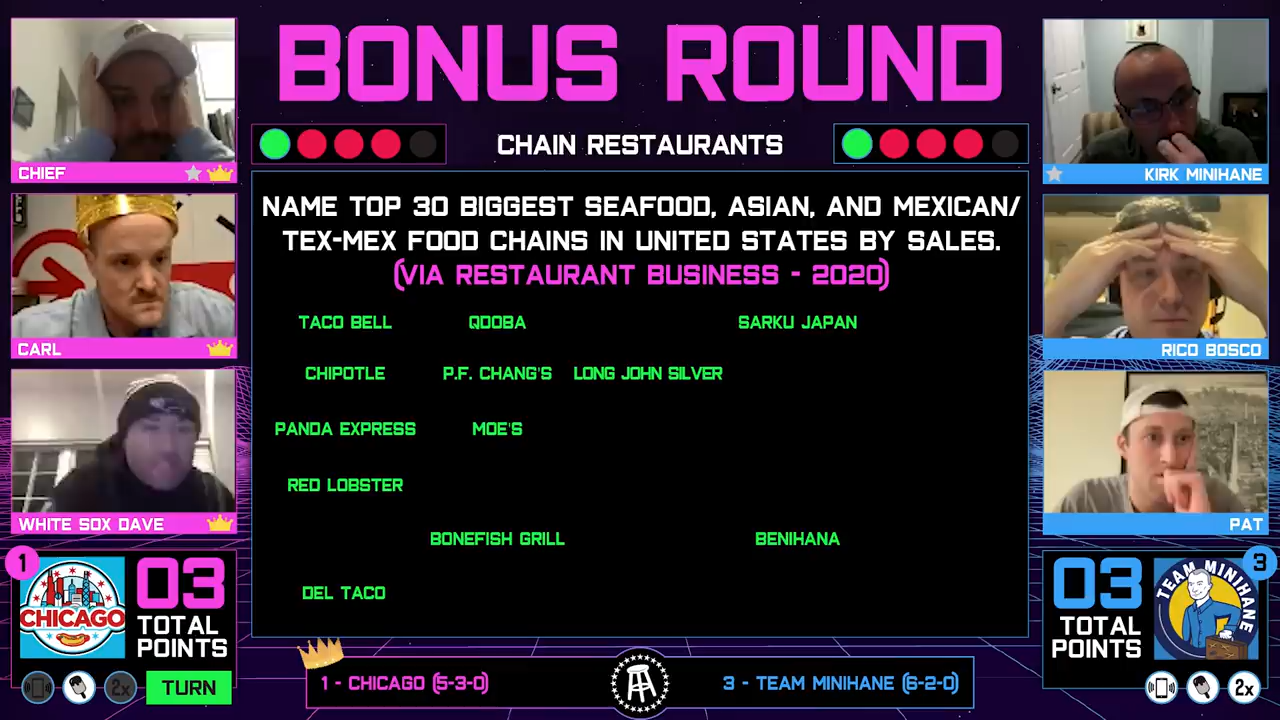 BONUS ROUND
CHAIN RESTAURANTS
NAME TOP 30 BIGGEST SEAFOOD, ASIAN, AND MEXICAN/
TEX-MEX FOOD CHAINS IN UNITED STATES BY SALES.
(VIA RESTAURANT BUSINESS - 2020)
TACO BELL QDOBA SARKU JAPAN
CHIPOTLE P.F. CHANG'S LONG JOHN SILVER
PANDA EXPRESS MOE'S
RED LOBSTER
BONEFISH GRILL BENIHANA
DEL TACO
CHIEF
CARL
WHITE SOX DAVE
KIRK MINIHANE
RICO BOSCO
PAT
1
CHICAGO
03
TOTAL
POINTS
2x
TURN
1 - CHICAGO (5-3-0)
3 - TEAM MINIHANE (6-2-0)
03
TOTAL
POINTS
3
TEAM MINIHANE
2x